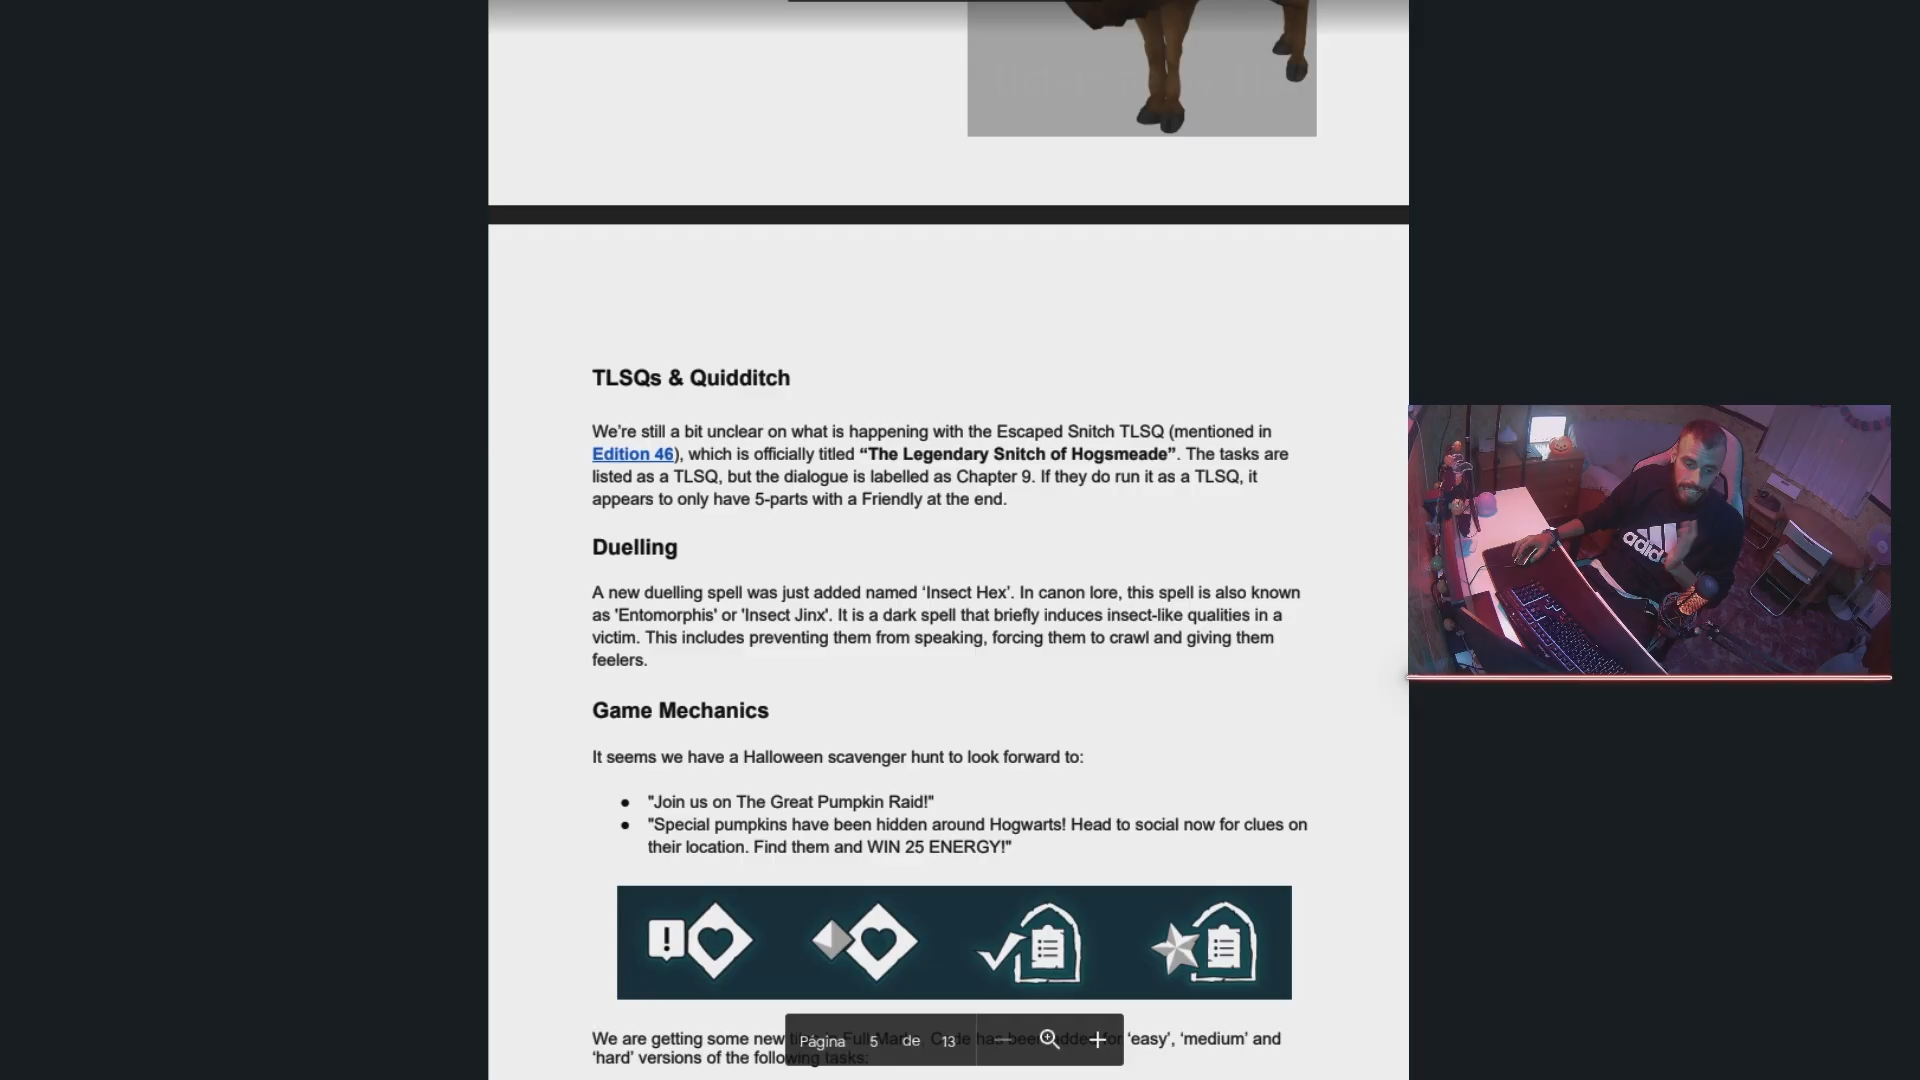 TLSQs & Quidditch
We're still a bit unclear on what is happening with the Escaped Snitch TLSQ (mentioned in
Edition 46), which is officially titled “The Legendary Snitch of Hogsmeade”. The tasks are
listed as a TLSQ, but the dialogue is labelled as Chapter 9. If they do run it as a TLSQ, it
appears to only have 5-parts with a Friendly at the end.
Duelling
A new duelling spell was just added named ‘Insect Hex’. In canon lore, this spell is also known
as 'Entomorphis' or 'Insect Jinx'. It is a dark spell that briefly induces insect-like qualities in a
victim. This includes preventing them from speaking, forcing them to crawl and giving them
feelers.
Game Mechanics
It seems we have a Halloween scavenger hunt to look forward to:
● "Join us on The Great Pumpkin Raid!"
● "Special pumpkins have been hidden around Hogwarts! Head to social now for clues on
their location. Find them and WIN 25 ENERGY!"
We are getting some new Full ‘easy’, ‘medium’ and
‘hard’ versions of the following tasks:
Página 5 de 13
adidas